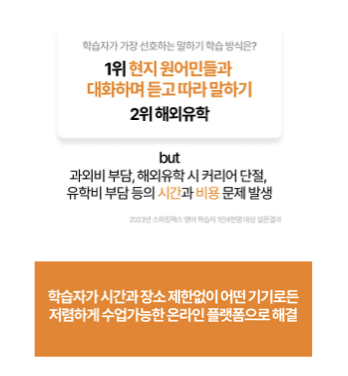 학습자가 가장 선호하는 말하기 학습 방식은?
1위 현지 원어민들과
대화하며 듣고 따라 말하기
2위 해외유학
but
과외비 부담, 해외유학 시 커리어 단절,
유학비 부담 등의 시간과 비용 문제 발생
2023년 스피킹맥스 영어 학습자 1만4천명 대상 설문결과
학습자가 시간과 장소 제한없이 어떤 기기로든
저렴하게 수업가능한 온라인 플랫폼으로 해결